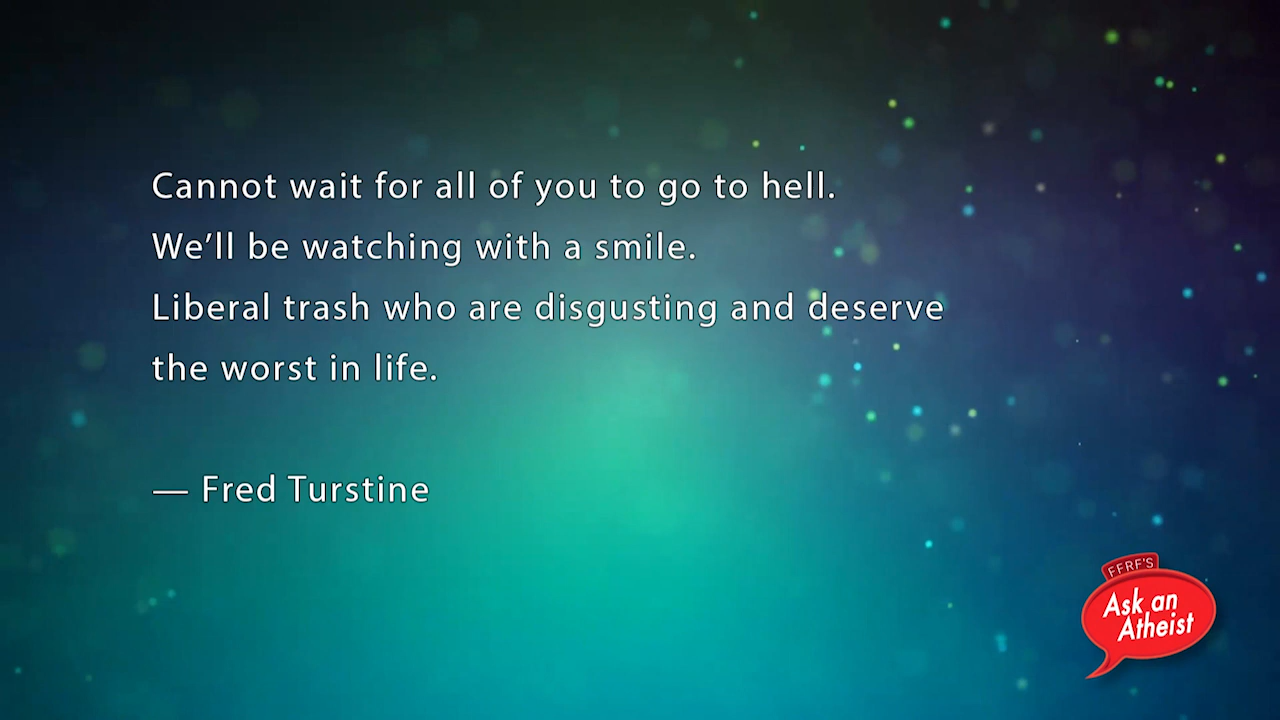 Cannot wait for all of you to go to hell.
We’ll be watching with a smile.
Liberal trash who are disgusting and deserve
the worst in life.
— Fred Turstine
FFRF'S
Ask an
Atheist